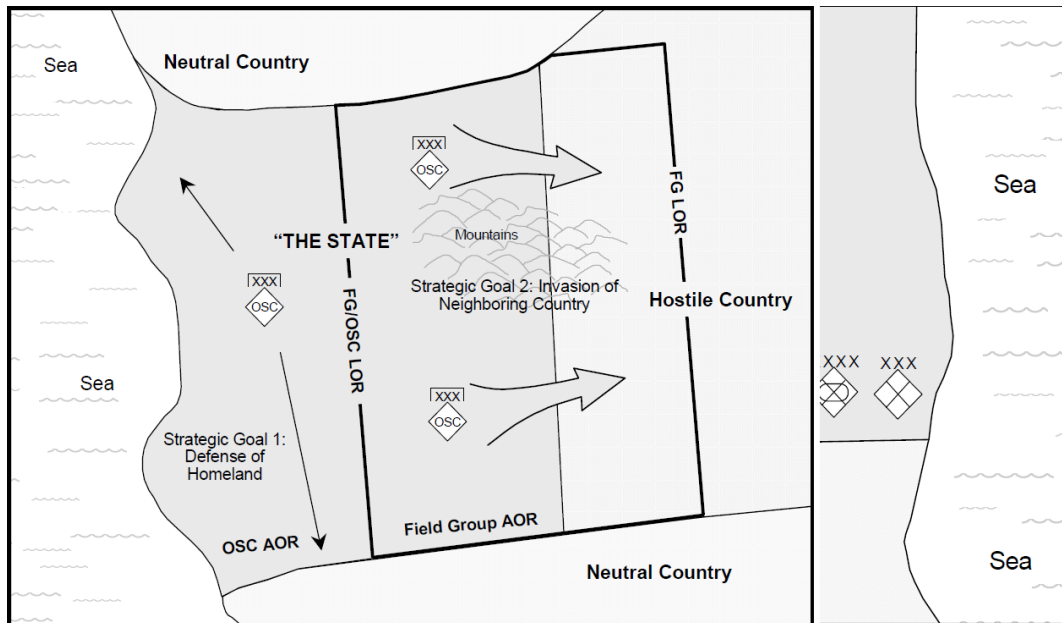 Sea
Neutral Country
XXX
OSC
FG LOR
Mountains
"THE STATE"
XXX
OSC
Strategic Goal 2: Invasion of
Neighboring Country
Hostile Country
FG/OSC LOR
Sea
XXX
OSC
Strategic Goal 1:
Defense of
Homeland
Field Group AOR
OSC AOR
Neutral Country
Sea
XXX
XXX
Sea